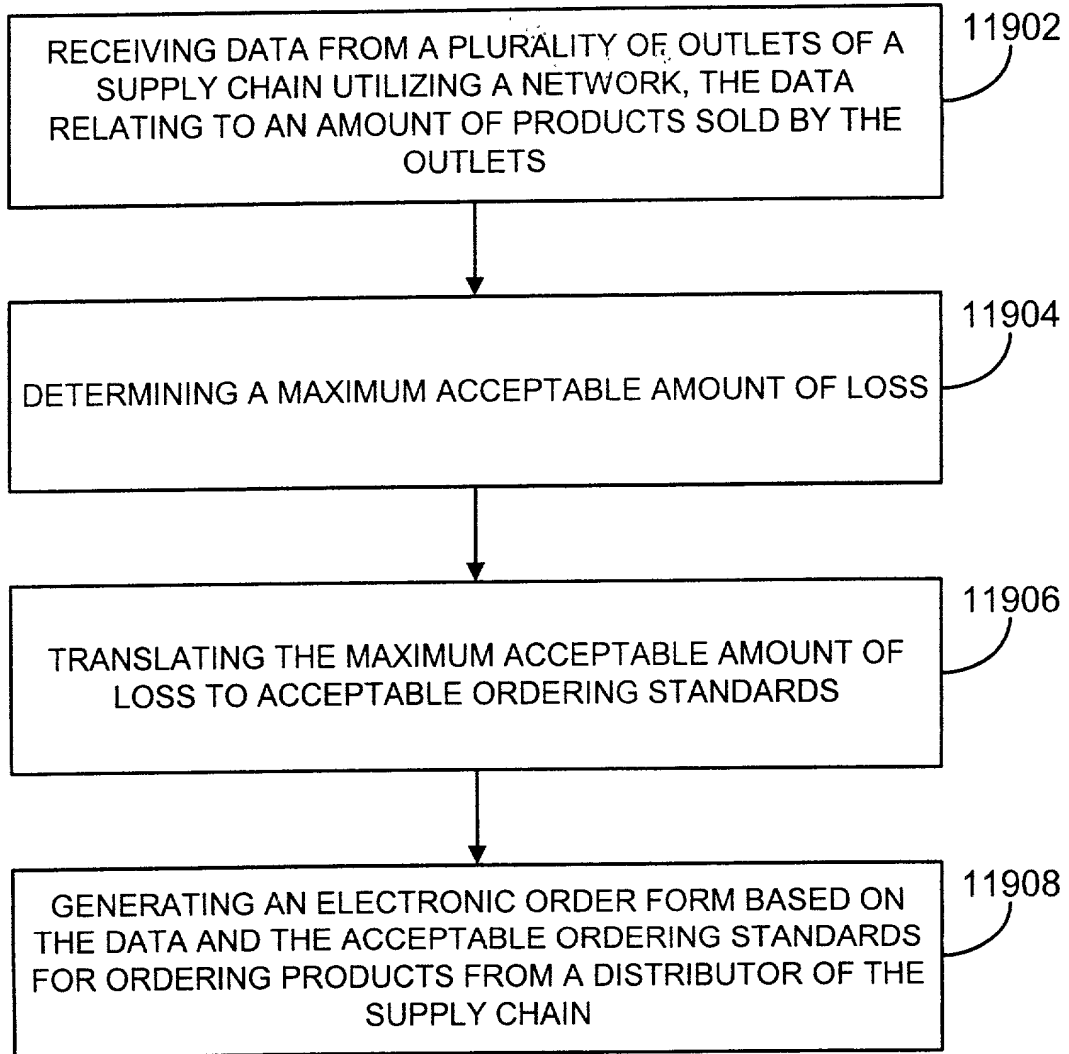 RECEIVING DATA FROM A PLURALITY OF OUTLETS OF A
SUPPLY CHAIN UTILIZING A NETWORK, THE DATA
RELATING TO AN AMOUNT OF PRODUCTS SOLD BY THE
OUTLETS
11902
DETERMINING A MAXIMUM ACCEPTABLE AMOUNT OF LOSS
11904
TRANSLATING THE MAXIMUM ACCEPTABLE AMOUNT OF
LOSS TO ACCEPTABLE ORDERING STANDARDS
11906
GENERATING AN ELECTRONIC ORDER FORM BASED ON
THE DATA AND THE ACCEPTABLE ORDERING STANDARDS
FOR ORDERING PRODUCTS FROM A DISTRIBUTOR OF THE
SUPPLY CHAIN
11908